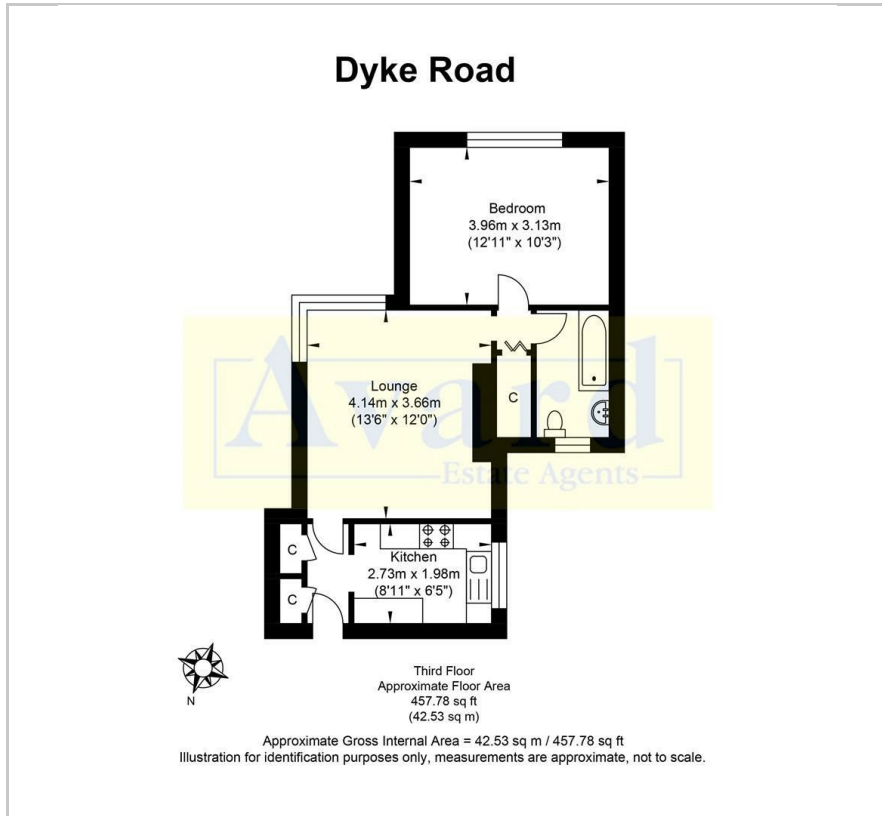 Dyke Road
Bedroom
3.96m x 3.13m
(12'11" x 10'3")
Lounge
4.14m x 3.66m
(13'6" x 12'0")
C
Avard
Estate Agents
C
C
Kitchen
2.73m x 1.98m
(8'11" x 6'5")
N
Third Floor
Approximate Floor Area
457.78 sq ft
(42.53 sq m)
Approximate Gross Internal Area = 42.53 sq m / 457.78 sq ft
Illustration for identification purposes only, measurements are approximate, not to scale.